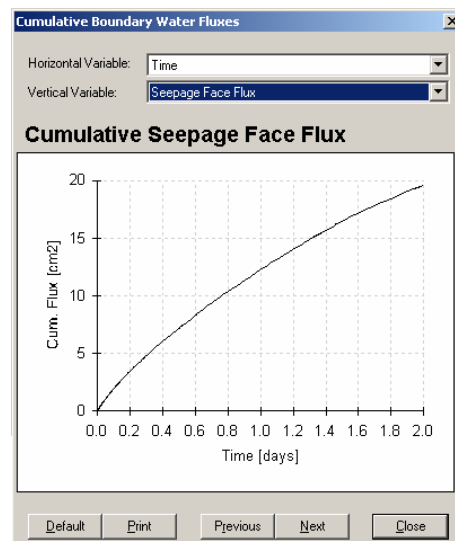 Cumulative Boundary Water Fluxes
Horizontal Variable: Time
Vertical Variable: Seepage Face Flux
Cumulative Seepage Face Flux
20
15
10
5
0
Cum. Flux [cm2]
0.0 0.2 0.4 0.6 0.8 1.0 1.2 1.4 1.6 1.8 2.0
Time [days]
Default Print Previous Next Close